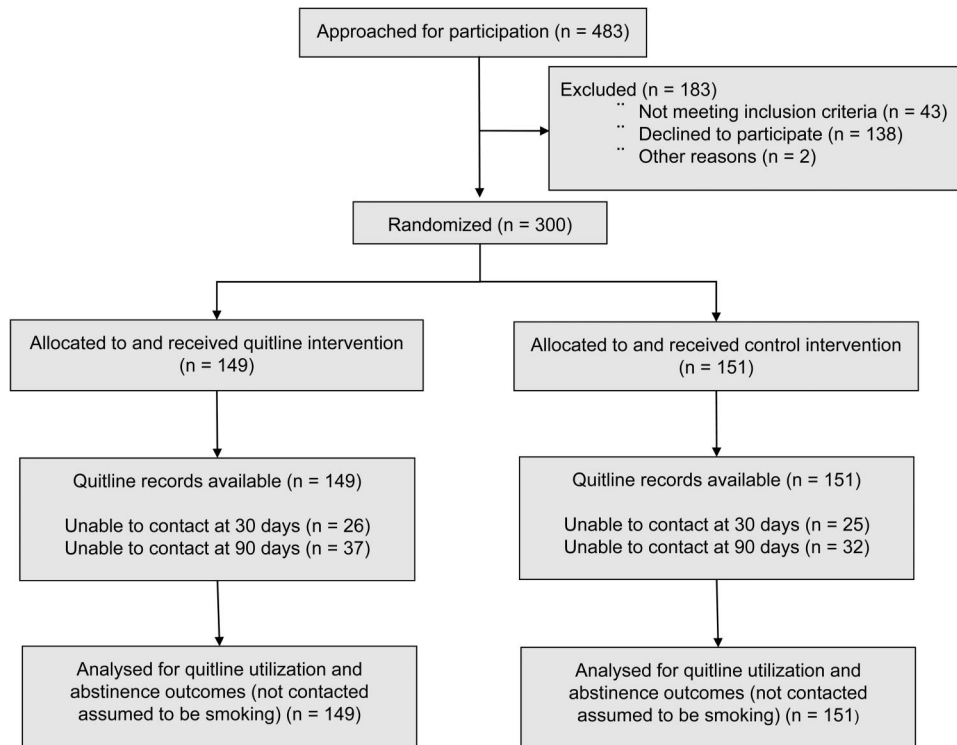 Approached for participation (n = 483)
Excluded (n = 183)
¨ Not meeting inclusion criteria (n = 43)
¨ Declined to participate (n = 138)
¨ Other reasons (n = 2)
Randomized (n = 300)
Allocated to and received quitline intervention
(n = 149)
Allocated to and received control intervention
(n = 151)
Quitline records available (n = 149)
Unable to contact at 30 days (n = 26)
Unable to contact at 90 days (n = 37)
Quitline records available (n = 151)
Unable to contact at 30 days (n = 25)
Unable to contact at 90 days (n = 32)
Analysed for quitline utilization and
abstinence outcomes (not contacted
assumed to be smoking) (n = 149)
Analysed for quitline utilization and
abstinence outcomes (not contacted
assumed to be smoking) (n = 151)